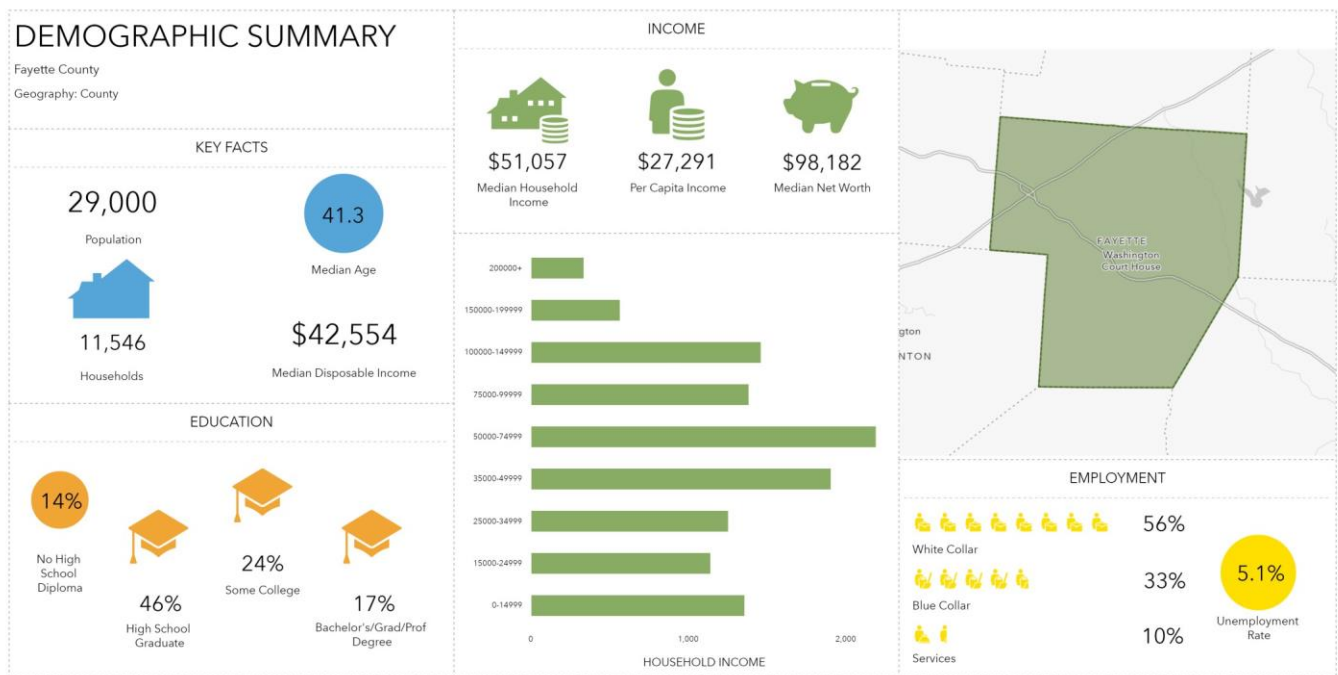 DEMOGRAPHIC SUMMARY
Fayette County
Geography: County
KEY FACTS
29,000
Population
41.3
Median Age
11,546
Households
$42,554
Median Disposable Income
EDUCATION
14%
No High
School
Diploma
46%
High School
Graduate
24%
Some College
17%
Bachelor's/Grad/Prof
Degree
INCOME
$51,057
Median Household
Income
$27,291
Per Capita Income
$98,182
Median Net Worth
200000+
150000-199999
100000-149999
75000-99999
50000-74999
35000-49999
25000-34999
15000-24999
0-14999
0
1,000
2,000
HOUSEHOLD INCOME
FAYETTE
Washington
Court House
gton
NTON
EMPLOYMENT
56%
White Collar
33%
Blue Collar
10%
Services
5.1%
Unemployment
Rate